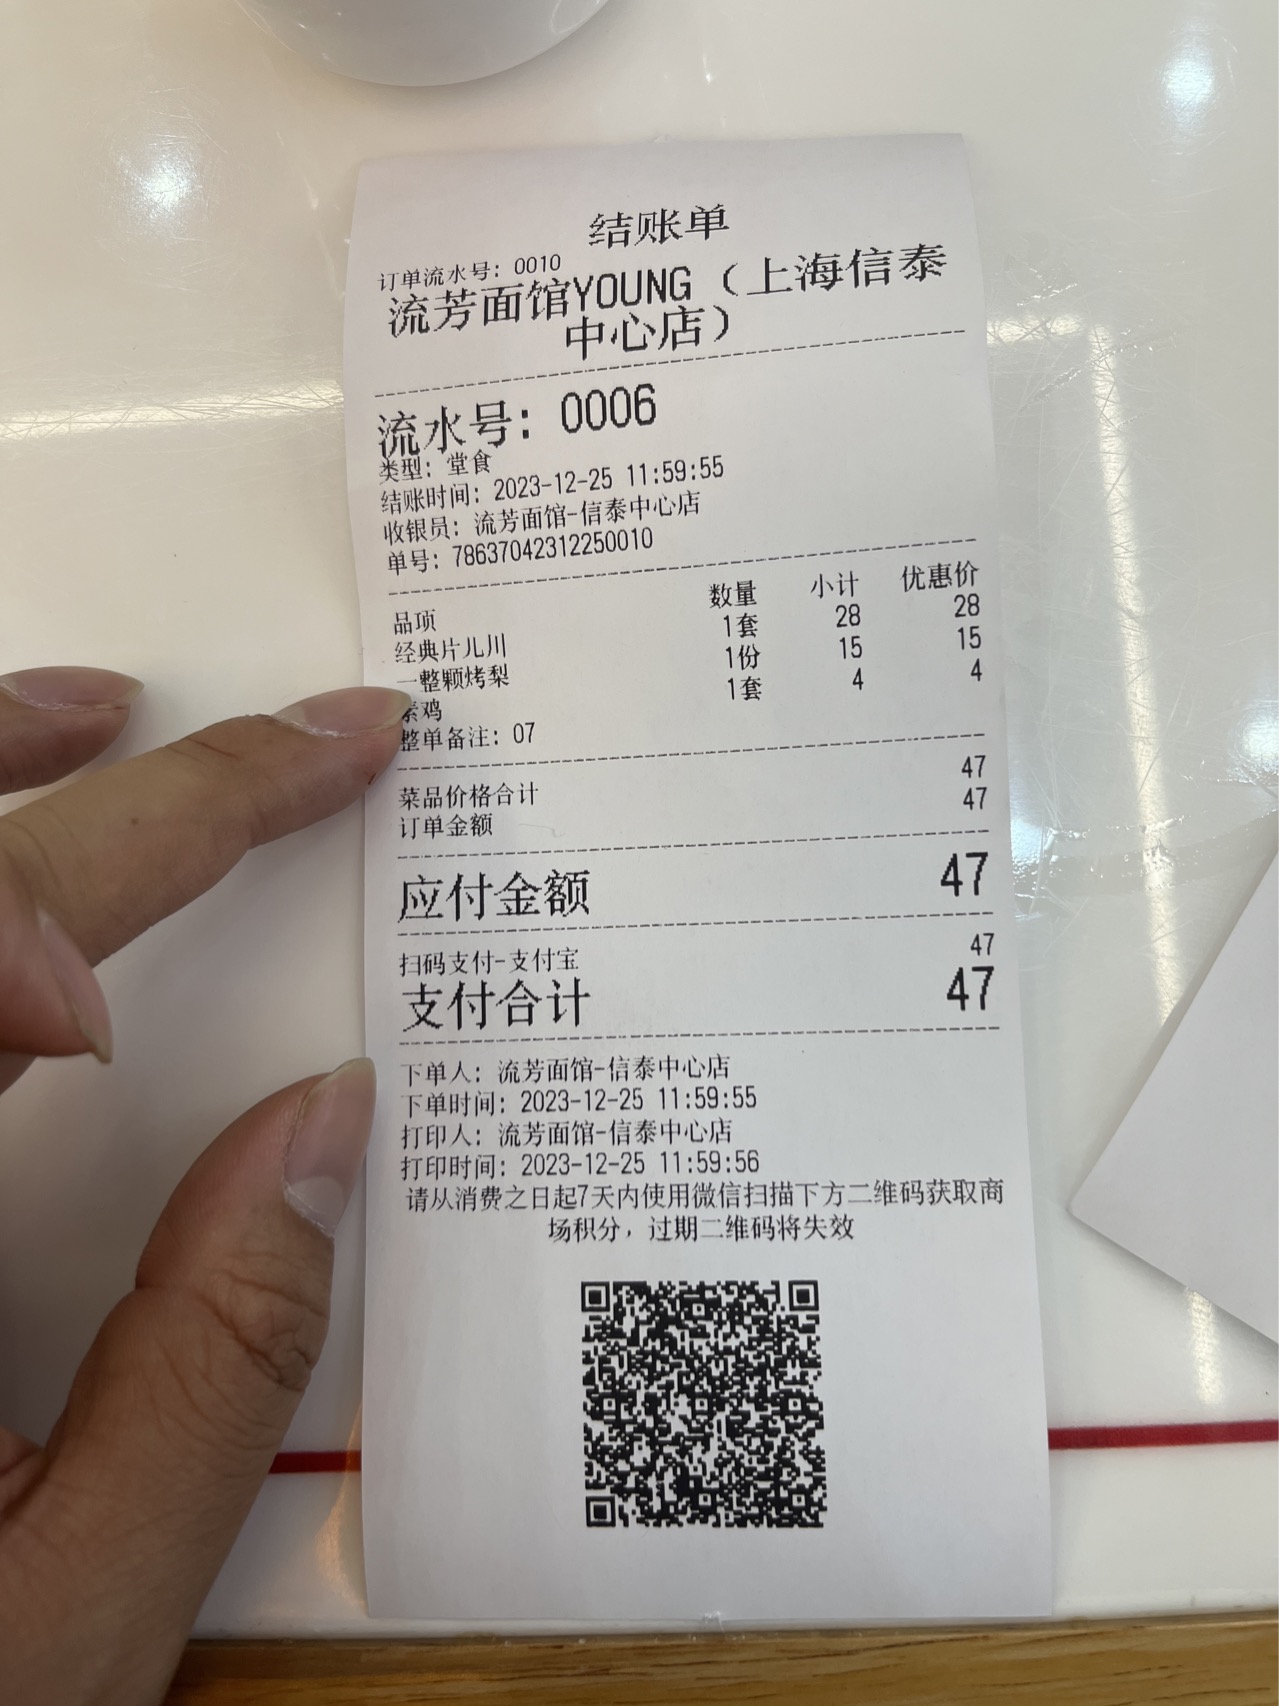 结账单
订单流水号: 0010
流芳面馆YOUNG（上海信泰
中心店）
流水号: 0006
类型: 堂食
结账时间: 2023-12-25 11:59:55
收银员: 流芳面馆-信泰中心店
单号: 78637042312250010
品项 数量 小计 优惠价
经典片儿川 1套 28 28
一整颗烤梨 1份 15 15
素鸡 1套 4 4
整单备注: 07
菜品价格合计 47
订单金额 47
应付金额 47
扫码支付-支付宝 47
支付合计 47
下单人: 流芳面馆-信泰中心店
下单时间: 2023-12-25 11:59:55
打印人: 流芳面馆-信泰中心店
打印时间: 2023-12-25 11:59:56
请从消费之日起7天内使用微信扫描下方二维码获取商
场积分，过期二维码将失效